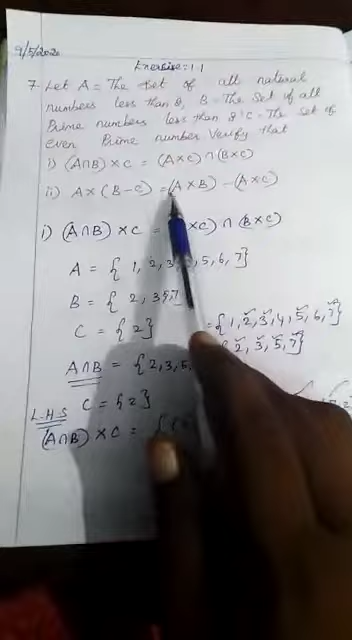 9/5/2020
Exercise: 1.1
7. Let A = The set of all natural
numbers less than 8, B = The set of all
Prime numbers less than 8 C = The set of
even Prime number. Verify that
i) (A∩B) × C = (A×C) ∩ (B×C)
ii) A × (B-C) = (A×B) - (A×C)
i) (A∩B) × C = ×C) ∩ (B×C)
A = { 1, 2, 3, 5, 6, 7}
B = { 2, 3, 5, 7
C = { 2} = {1, 2, 3, 4, 5, 6, 7}
{ 2, 3, 5, 7}
A∩B = {2, 3, 5,
C = {2}
L.H.S
(A∩B) × C = {(